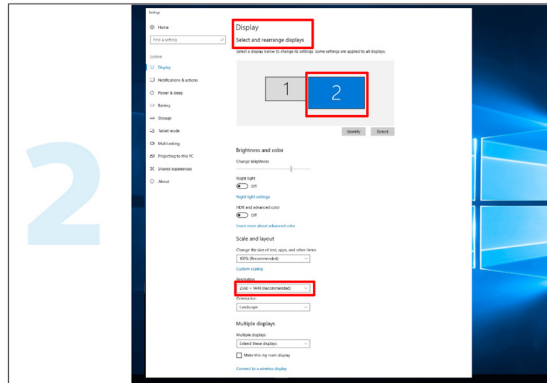 2
Settings
Home
Find a setting
System
Display
Notifications & actions
Power & sleep
Battery
Storage
Tablet mode
Multitasking
Projecting to this PC
Shared experiences
About
Display
Select and rearrange displays
Select a display below to change its settings. Some settings are applied to all displays.
1
2
Identify
Detect
Brightness and color
Change brightness
Night light
Off
Night light settings
HDR and advanced color
Off
Learn more about advanced color
Scale and layout
Change the size of text, apps, and other items
100% (Recommended)
Custom scaling
Resolution
2560 × 1440 (Recommended)
Orientation
Landscape
Multiple displays
Multiple displays
Extend these displays
Make this my main display
Connect to a wireless display